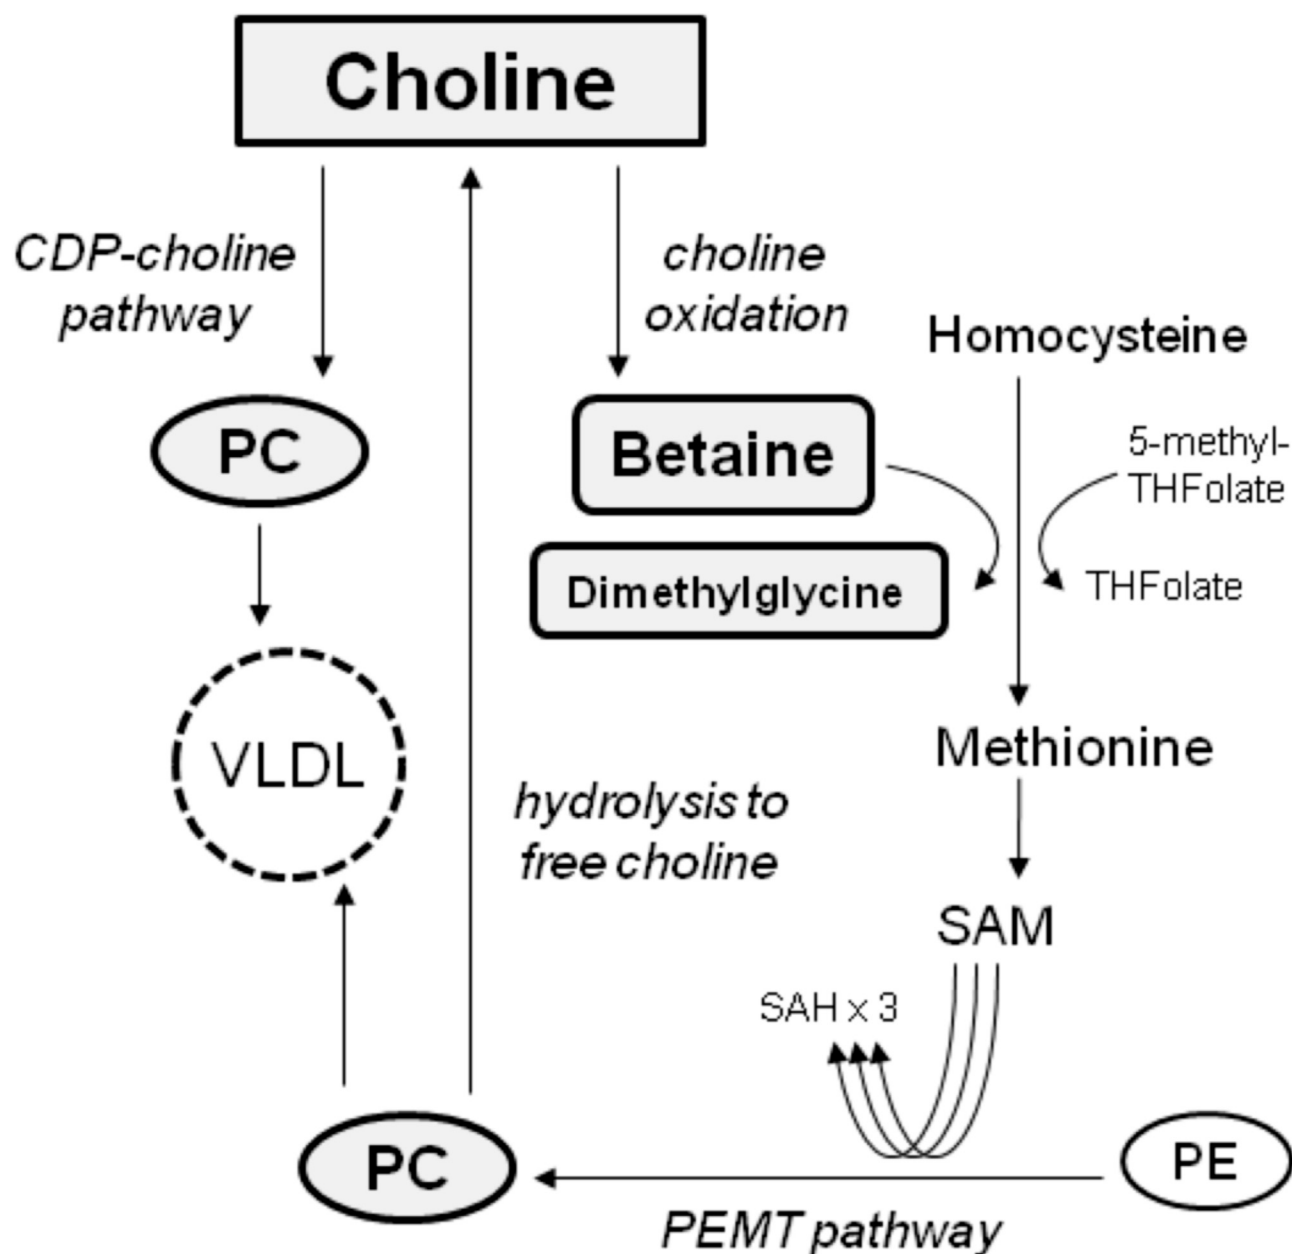 Choline
CDP-choline
pathway
choline
oxidation
Homocysteine
PC
Betaine
5-methyl-
THFolate
Dimethylglycine
THFolate
VLDL
Methionine
hydrolysis to
free choline
SAM
SAH x 3
PC
PE
PEMT pathway